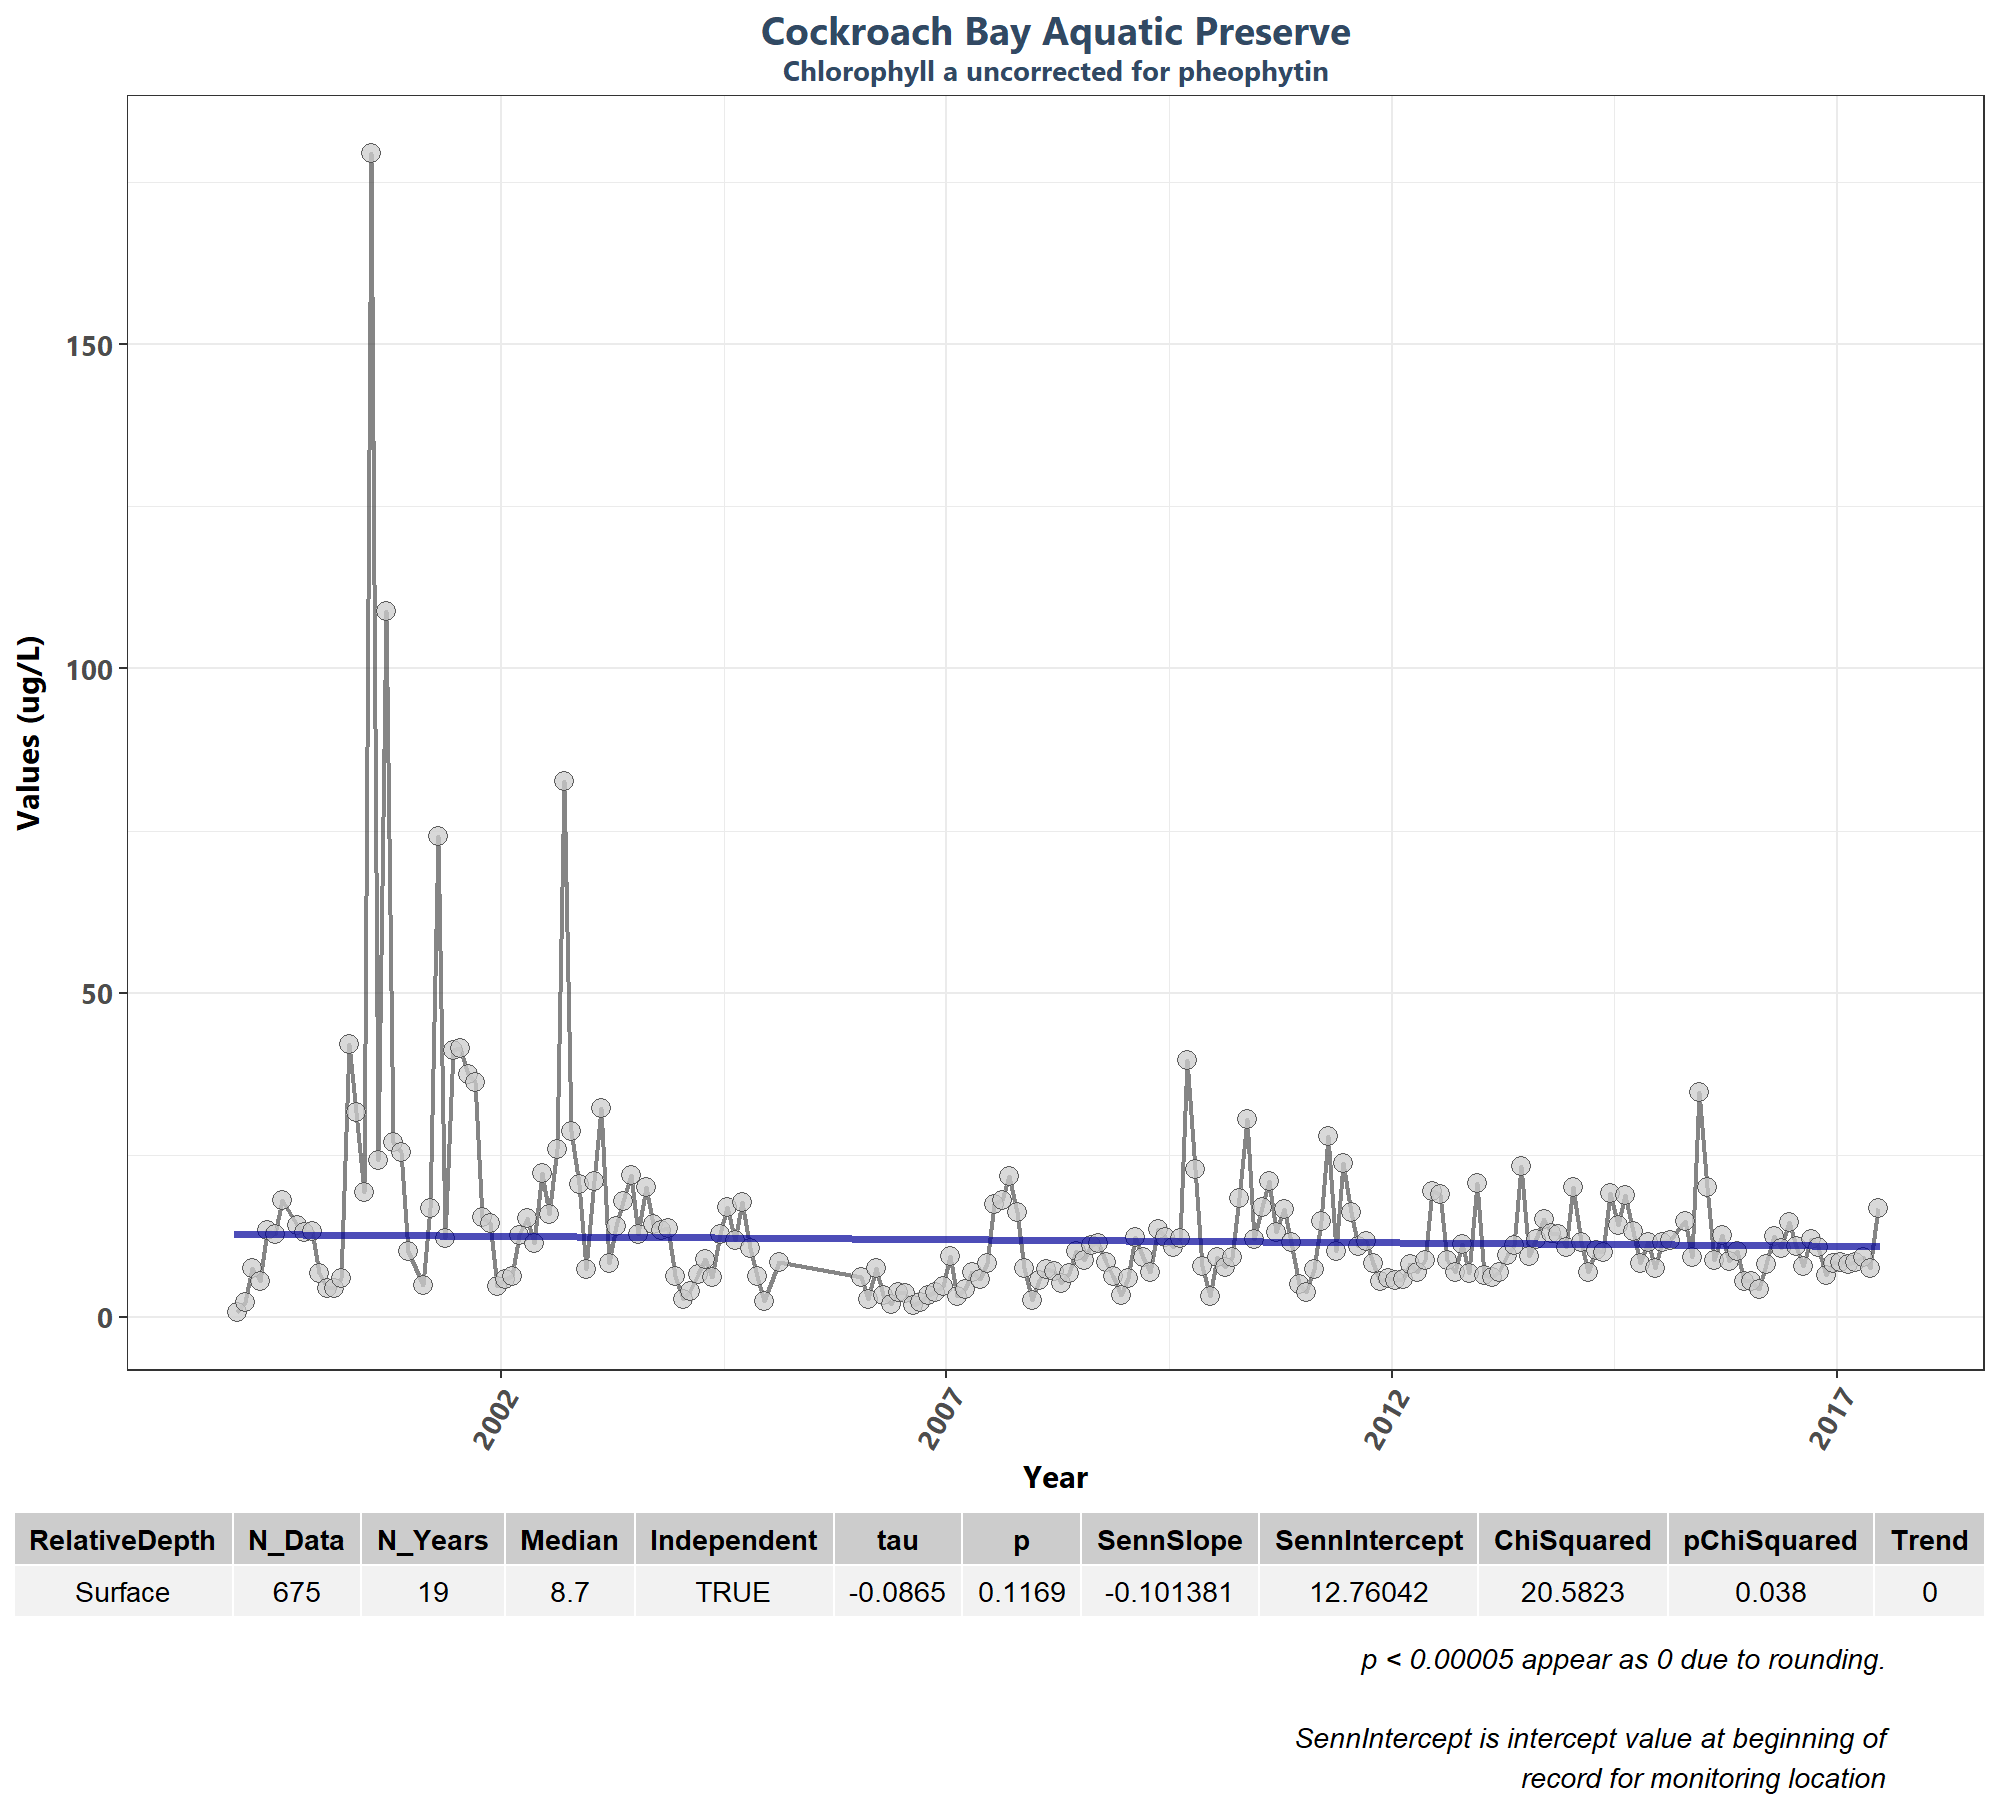 Cockroach Bay Aquatic Preserve
Chlorophyll a uncorrected for pheophytin
Values (ug/L)
150
100
50
0
2002 2007 2012 2017
Year
RelativeDepth N_Data N_Years Median Independent tau p SennSlope SennIntercept ChiSquared pChiSquared Trend
Surface 675 19 8.7 TRUE -0.0865 0.1169 -0.101381 12.76042 20.5823 0.038 0
p < 0.00005 appear as 0 due to rounding.
SennIntercept is intercept value at beginning of
record for monitoring location